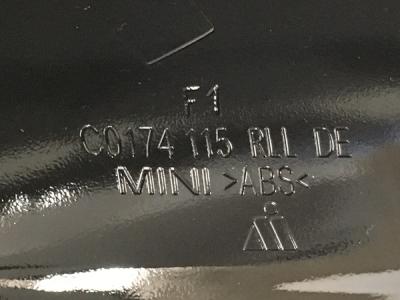 F1
C0174 115 RLL DE
MINI >ABS<